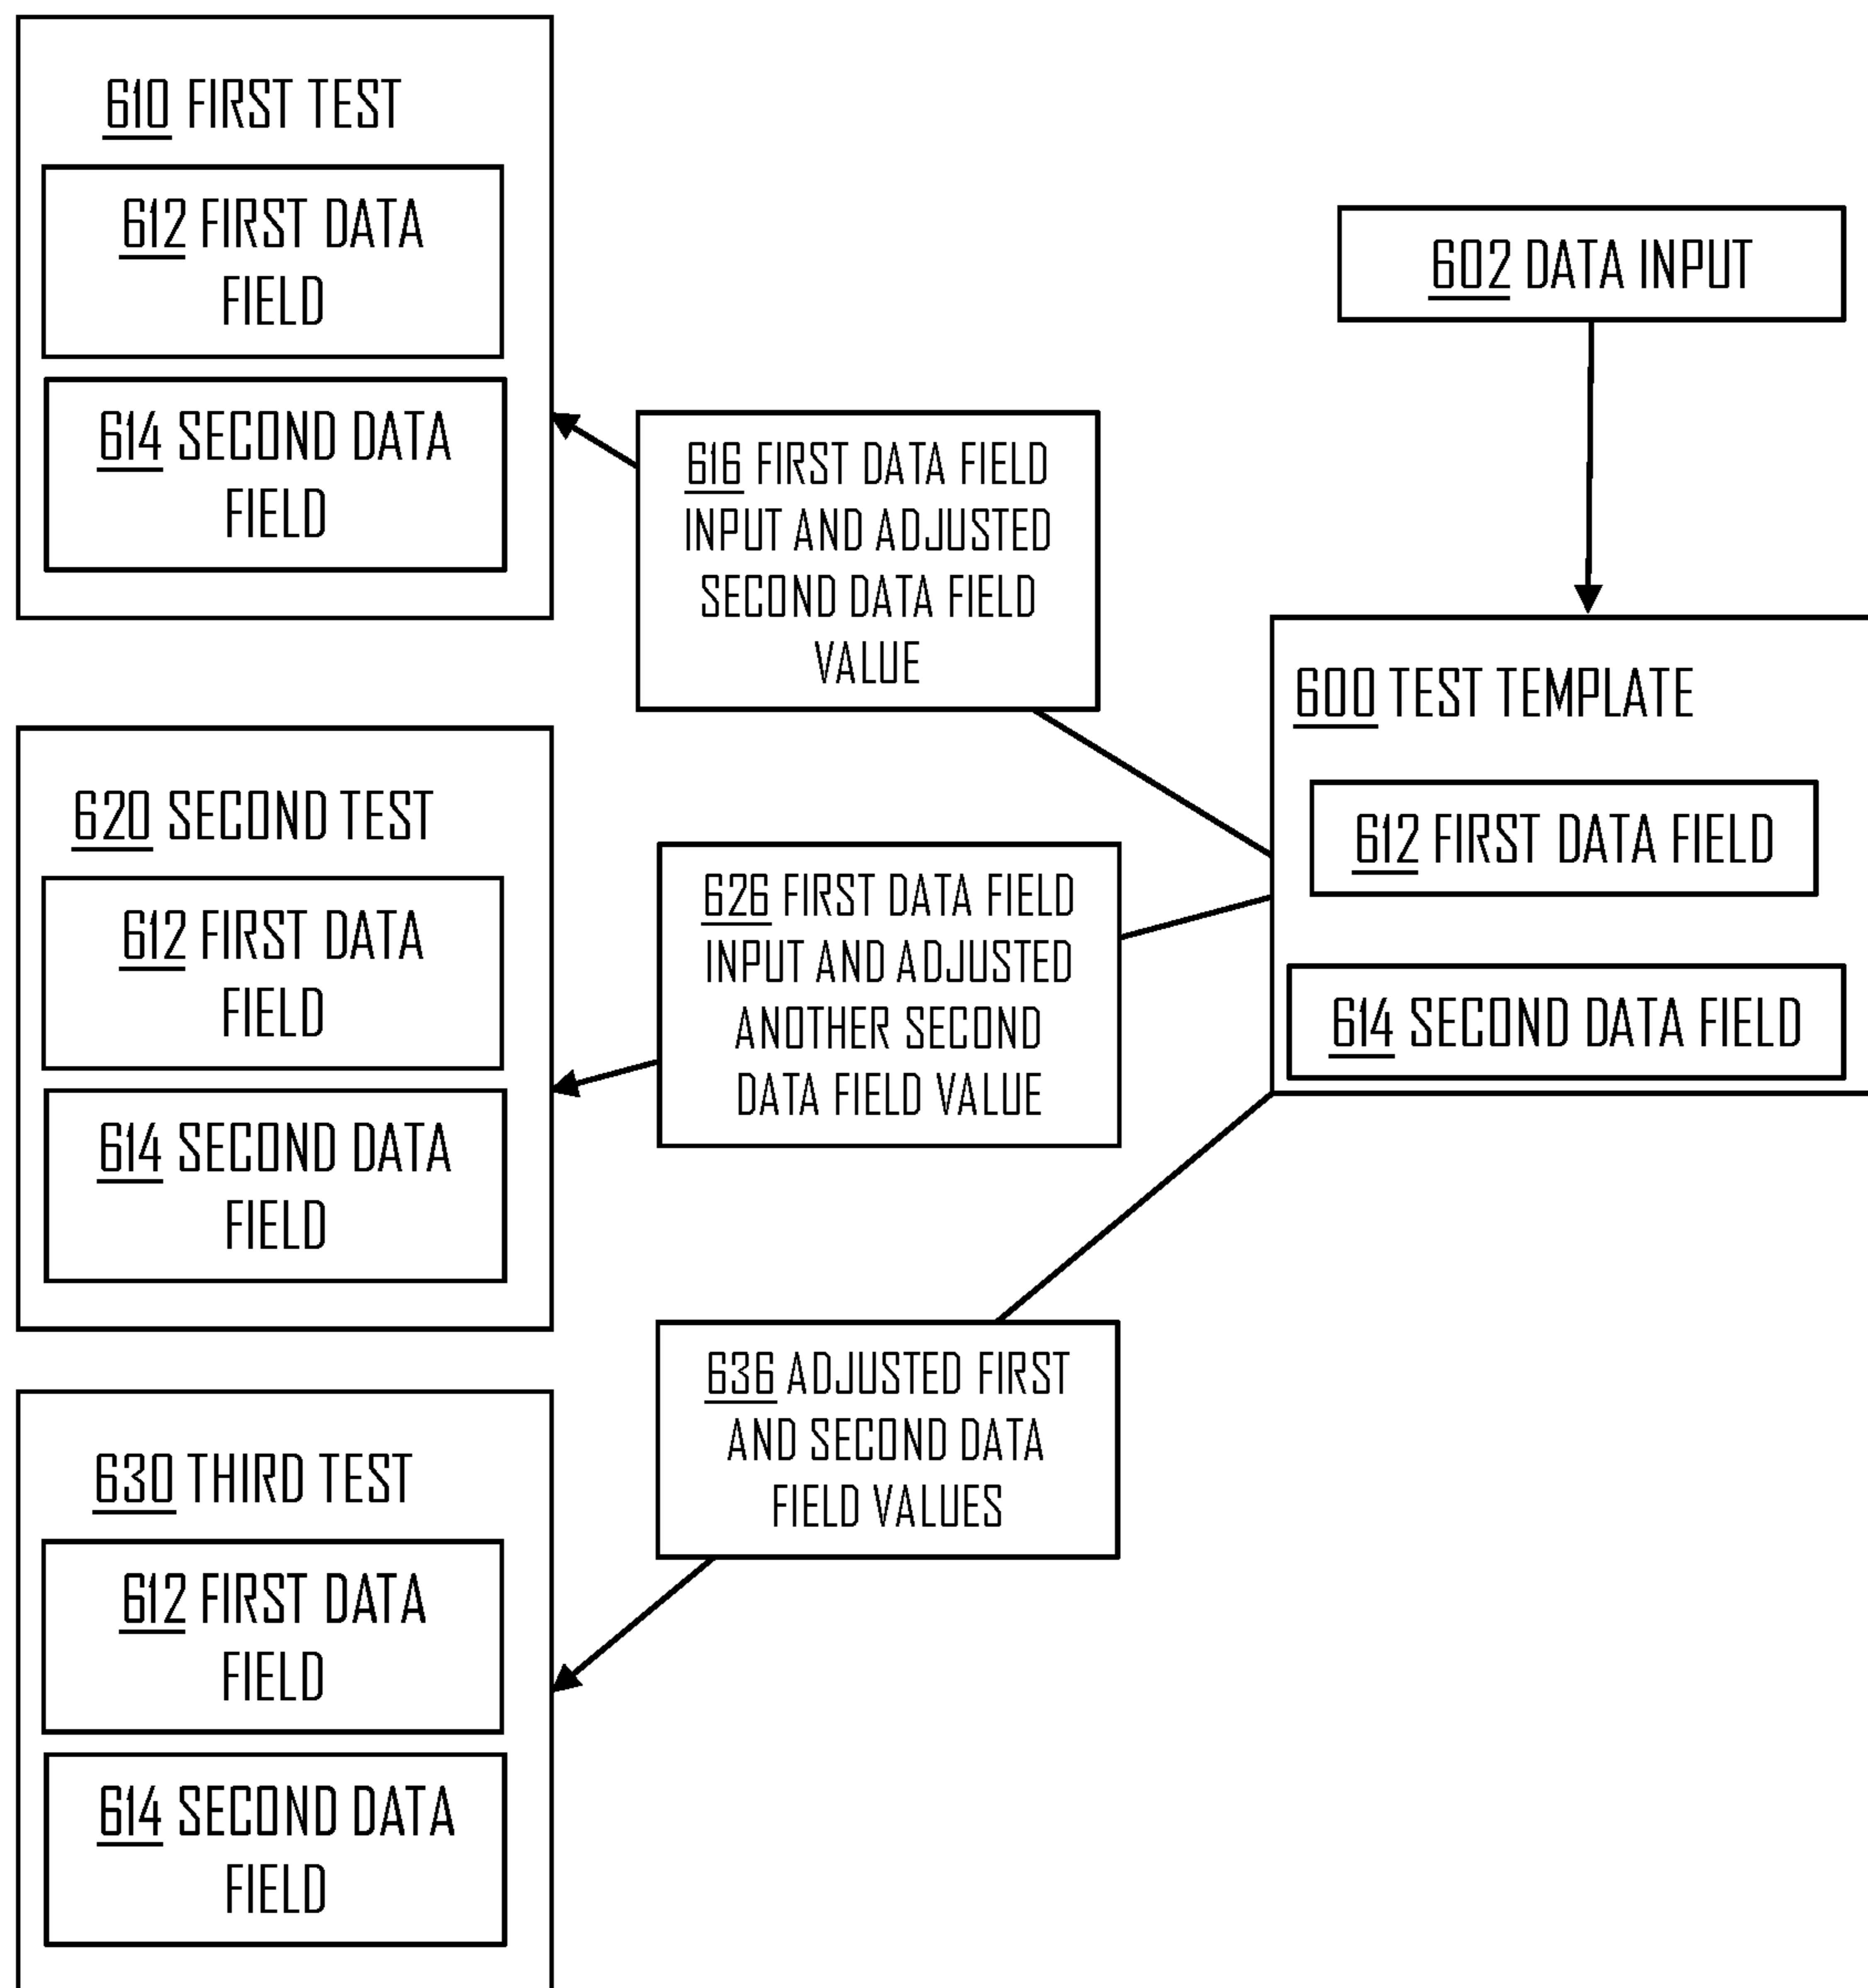 610 FIRST TEST
612 FIRST DATA
FIELD
614 SECOND DATA
FIELD
616 FIRST DATA FIELD
INPUT AND ADJUSTED
SECOND DATA FIELD
VALUE
602 DATA INPUT
600 TEST TEMPLATE
612 FIRST DATA FIELD
614 SECOND DATA FIELD
620 SECOND TEST
612 FIRST DATA
FIELD
614 SECOND DATA
FIELD
626 FIRST DATA FIELD
INPUT AND ADJUSTED
ANOTHER SECOND
DATA FIELD VALUE
630 THIRD TEST
612 FIRST DATA
FIELD
614 SECOND DATA
FIELD
636 ADJUSTED FIRST
AND SECOND DATA
FIELD VALUES